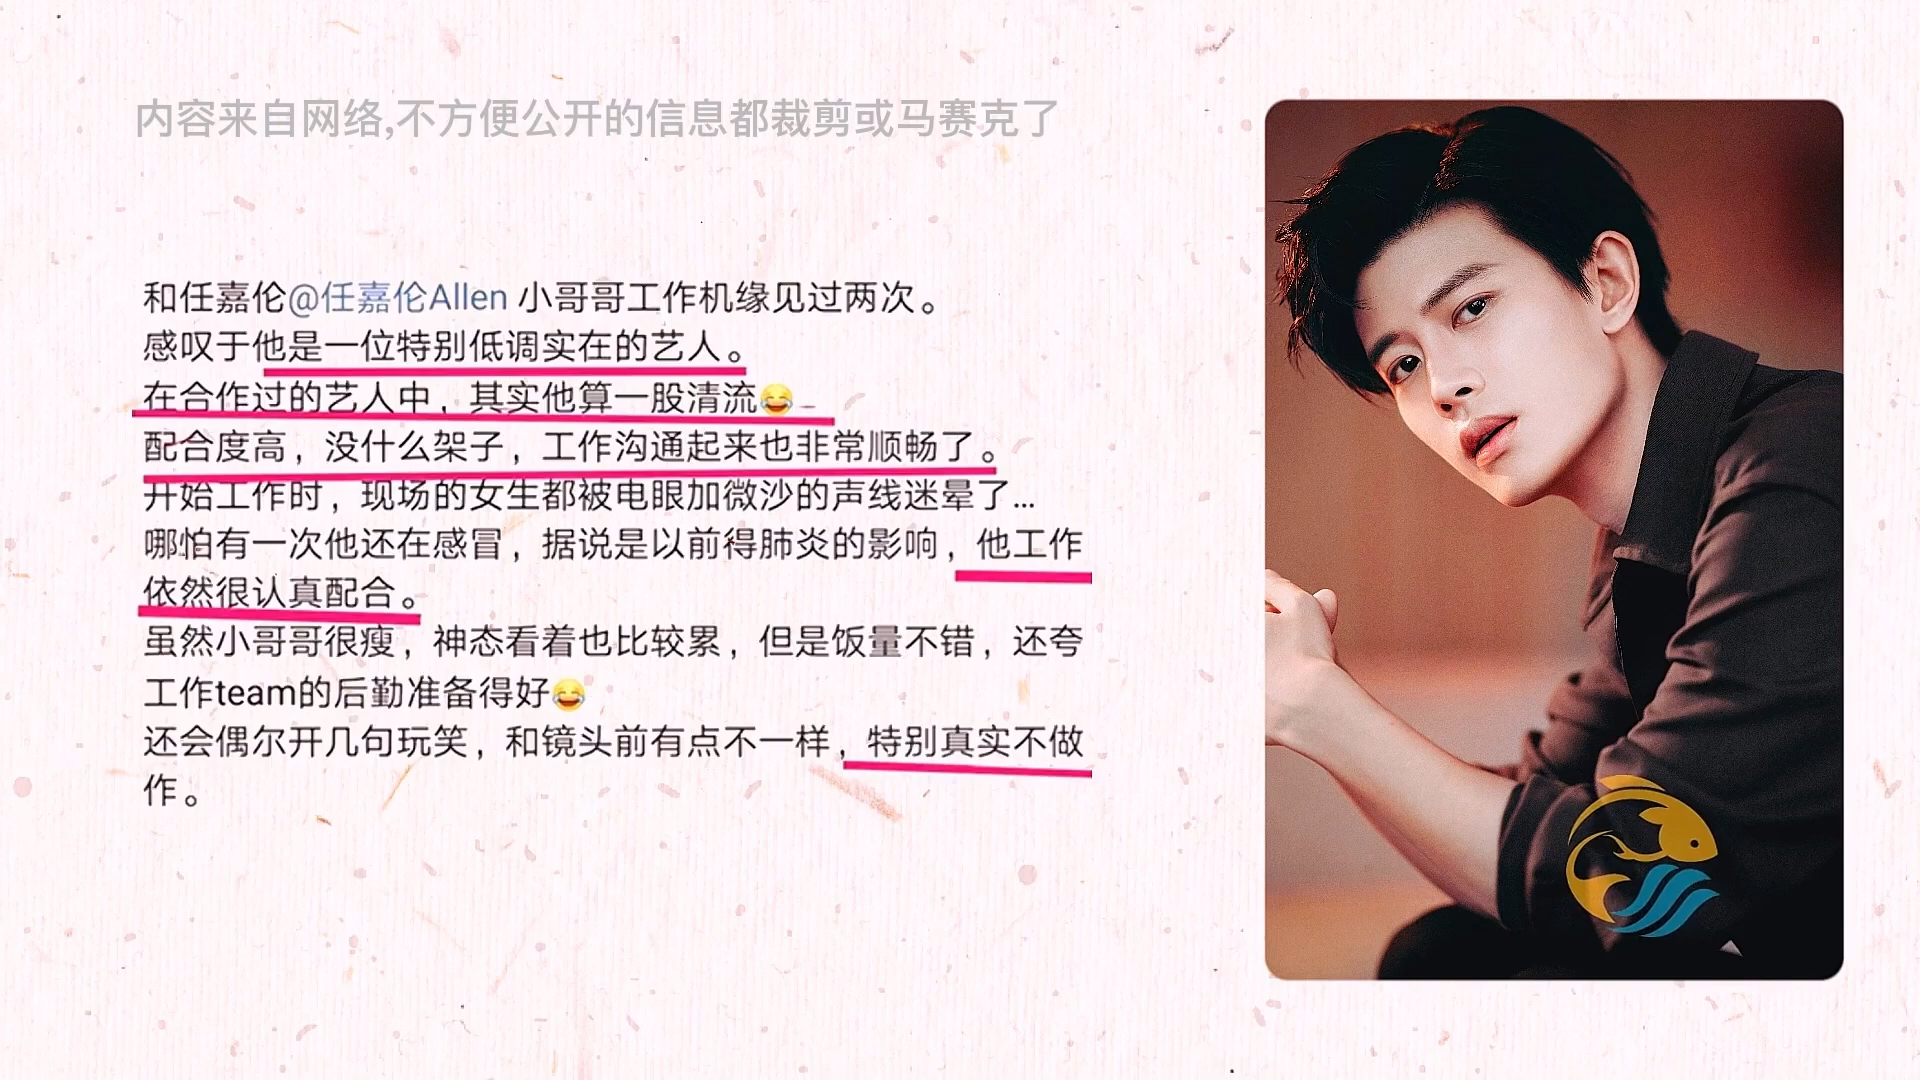 内容来自网络,不方便公开的信息都裁剪或马赛克了
和任嘉伦@任嘉伦Allen 小哥哥工作机缘见过两次。
感叹于他是一位特别低调实在的艺人。
在合作过的艺人中，其实他算一股清流😂
配合度高，没什么架子，工作沟通起来也非常顺畅了。
开始工作时，现场的女生都被电眼加微沙的声线迷晕了...
哪怕有一次他还在感冒，据说是以前得肺炎的影响，他工作
依然很认真配合。
虽然小哥哥很瘦，神态看着也比较累，但是饭量不错，还夸
工作team的后勤准备得好😂
还会偶尔开几句玩笑，和镜头前有点不一样，特别真实不做
作。